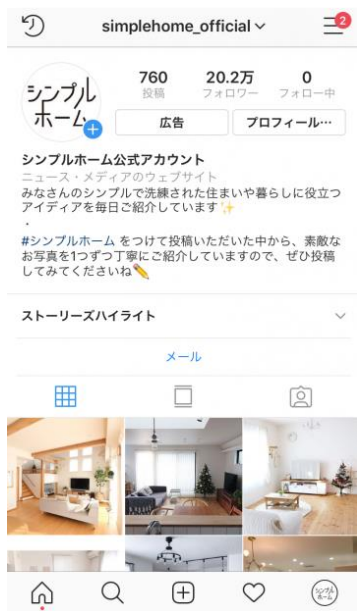 simplehome_official
2
シンプル
ホーム
760
20.2万
0
投稿
フォロワー
フォロー中
広告
プロフィール…
シンプルホーム公式アカウント
ニュース・メディアのウェブサイト
みなさんのシンプルで洗練された住まいや暮らしに役立つ
アイディアを毎日ご紹介しています✨
・
#シンプルホーム をつけて投稿いただいた中から、素敵な
お写真を1つずつ丁寧にご紹介していますので、ぜひ投稿
してみてくださいね✏️
ストーリーズハイライト
メール
シンプル
ホーム